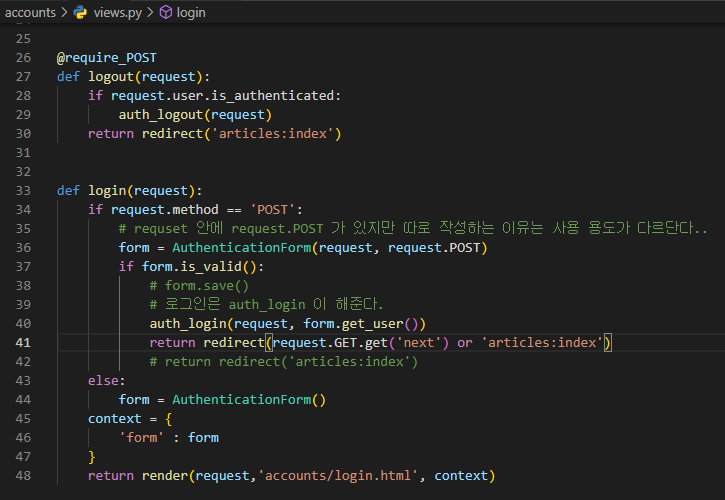 accounts > views.py > login
25
26 @require_POST
27 def logout(request):
28     if request.user.is_authenticated:
29         auth_logout(request)
30     return redirect('articles:index')
31
32
33 def login(request):
34     if request.method == 'POST':
35         # requset 안에 request.POST 가 있지만 따로 작성하는 이유는 사용 용도가 다르단다..
36         form = AuthenticationForm(request, request.POST)
37         if form.is_valid():
38             # form.save()
39             # 로그인은 auth_login 이 해준다.
40             auth_login(request, form.get_user())
41             return redirect(request.GET.get('next') or 'articles:index')
42             # return redirect('articles:index')
43     else:
44         form = AuthenticationForm()
45     context = {
46         'form' : form
47     }
48     return render(request,'accounts/login.html', context)